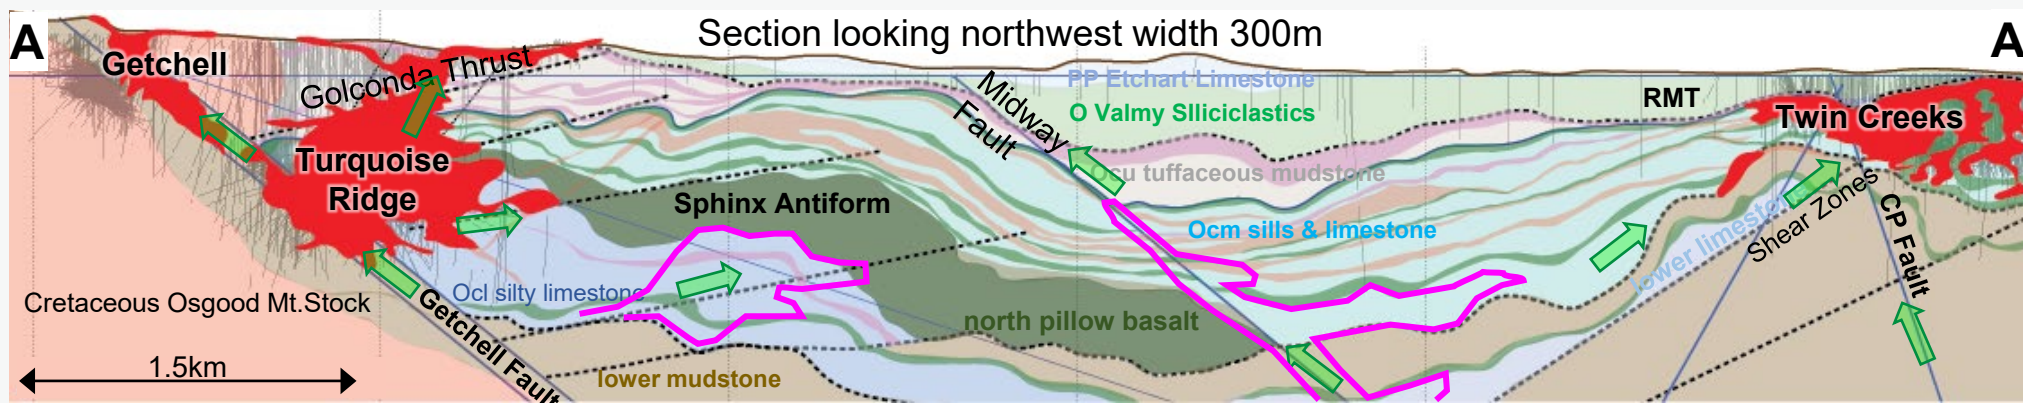 A
Section looking northwest width 300m
A
Getchell
Golconda Thrust
Midway
Fault
PP Etchart Limestone
O Valmy SIliciclastics
RMT
Twin Creeks
Turquoise
Ridge
Ocu tuffaceous mudstone
Sphinx Antiform
Ocm sills & limestone
lower limestone
Shear Zones
CP Fault
Cretaceous Osgood Mt.Stock
Ocl silty limestone
Getchell Fault
north pillow basalt
1.5km
lower mudstone